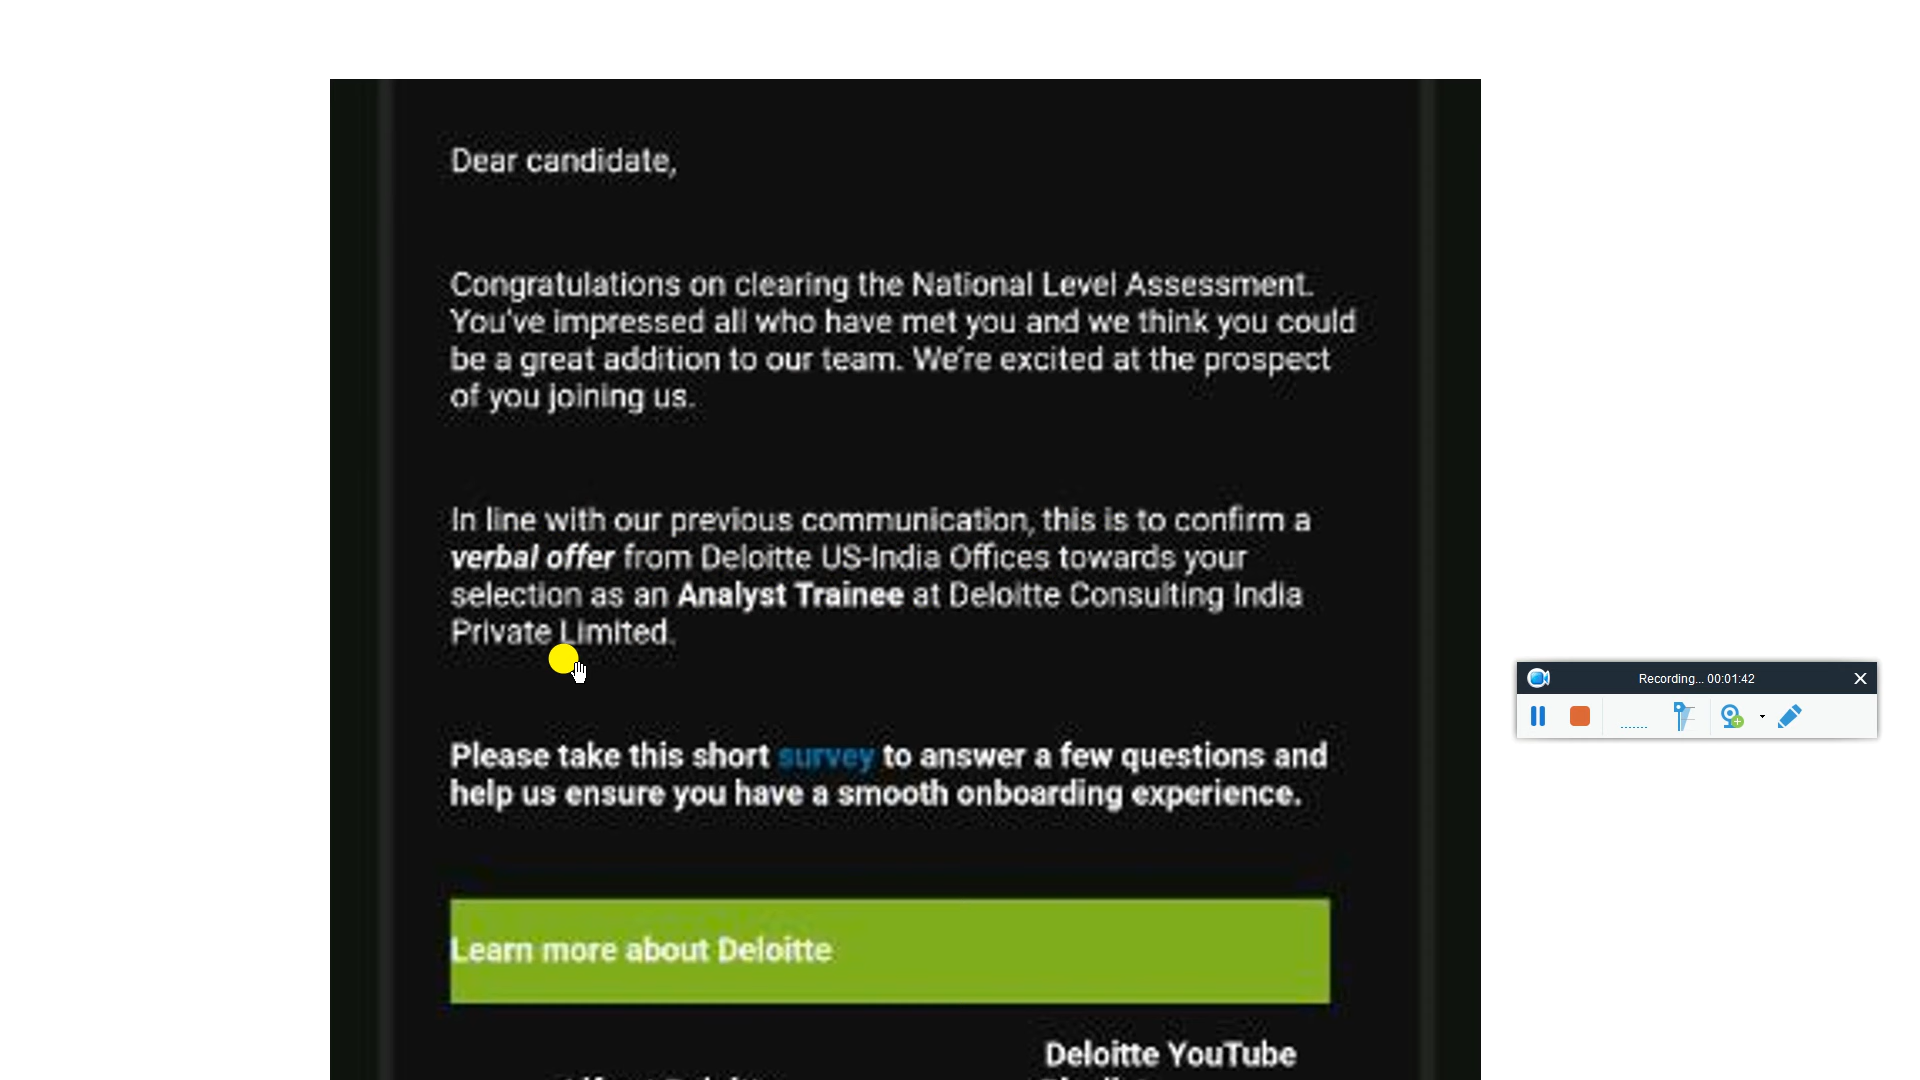 Dear candidate,
Congratulations on clearing the National Level Assessment.
You've impressed all who have met you and we think you could
be a great addition to our team. We're excited at the prospect
of you joining us.
In line with our previous communication, this is to confirm a
verbal offer from Deloitte US-India Offices towards your
selection as an Analyst Trainee at Deloitte Consulting India
Private Limited.
Recording... 00:01:42
Please take this short survey to answer a few questions and
help us ensure you have a smooth onboarding experience.
Learn more about Deloitte
Deloitte YouTube